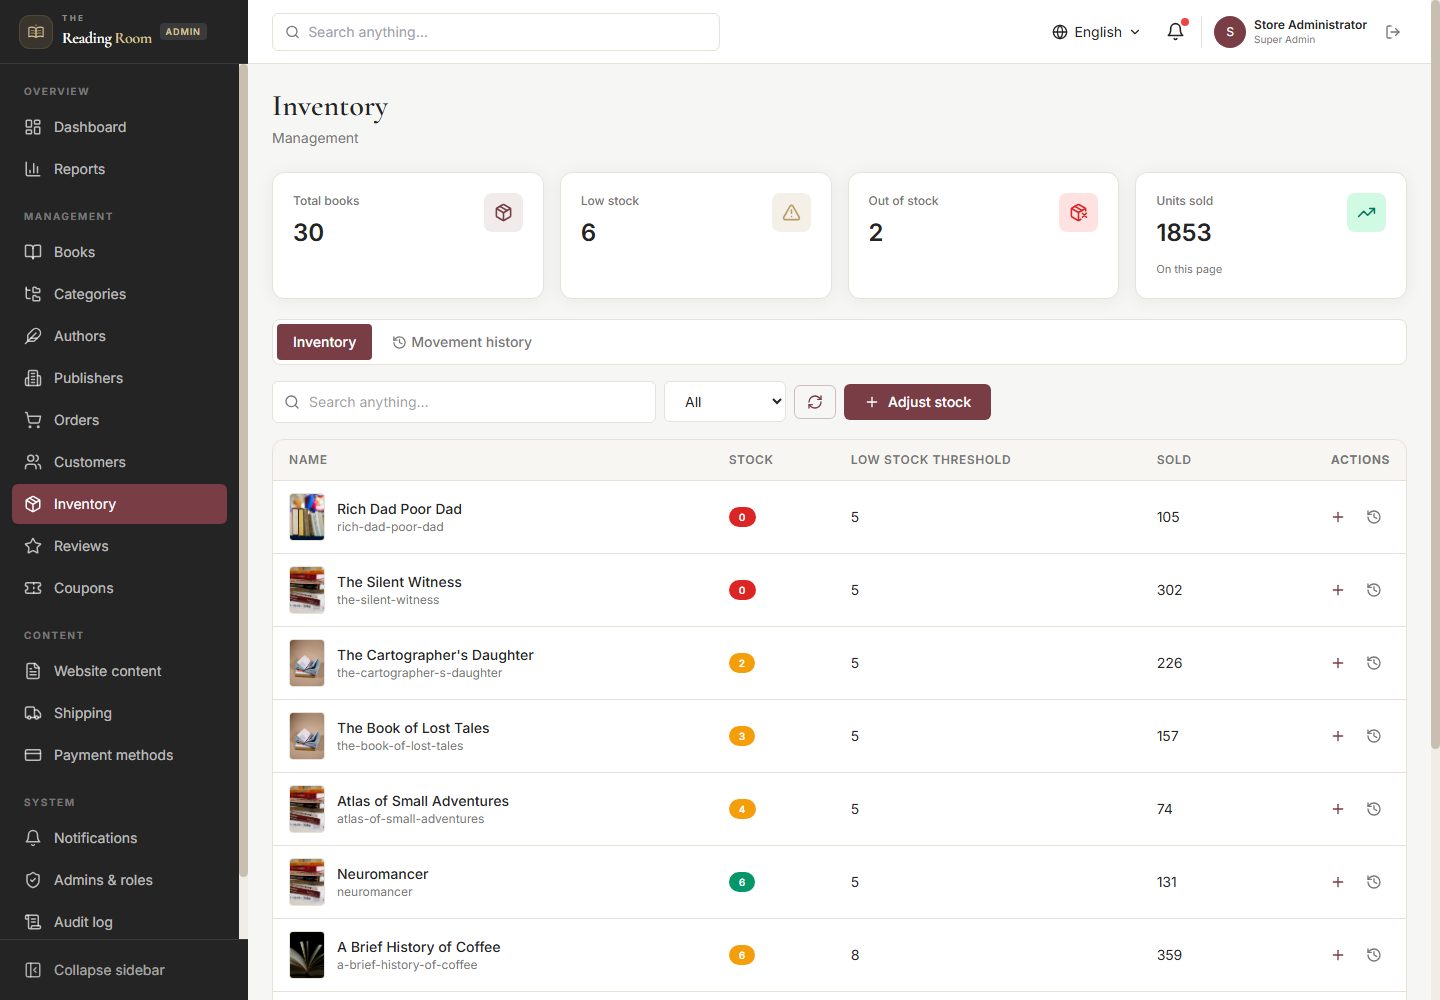 THE
Reading Room
ADMIN
Search anything...
English
S
Store Administrator
Super Admin
OVERVIEW
Dashboard
Reports
MANAGEMENT
Books
Categories
Authors
Publishers
Orders
Customers
Inventory
Reviews
Coupons
CONTENT
Website content
Shipping
Payment methods
SYSTEM
Notifications
Admins & roles
Audit log
Collapse sidebar
Inventory
Management
Total books
30
Low stock
6
Out of stock
2
Units sold
1853
On this page
Inventory
Movement history
Search anything...
All
Adjust stock
NAME STOCK LOW STOCK THRESHOLD SOLD ACTIONS
Rich Dad Poor Dad
rich-dad-poor-dad
0 5 105
The Silent Witness
the-silent-witness
0 5 302
The Cartographer's Daughter
the-cartographer-s-daughter
2 5 226
The Book of Lost Tales
the-book-of-lost-tales
3 5 157
Atlas of Small Adventures
atlas-of-small-adventures
4 5 74
Neuromancer
neuromancer
6 5 131
A Brief History of Coffee
a-brief-history-of-coffee
6 8 359